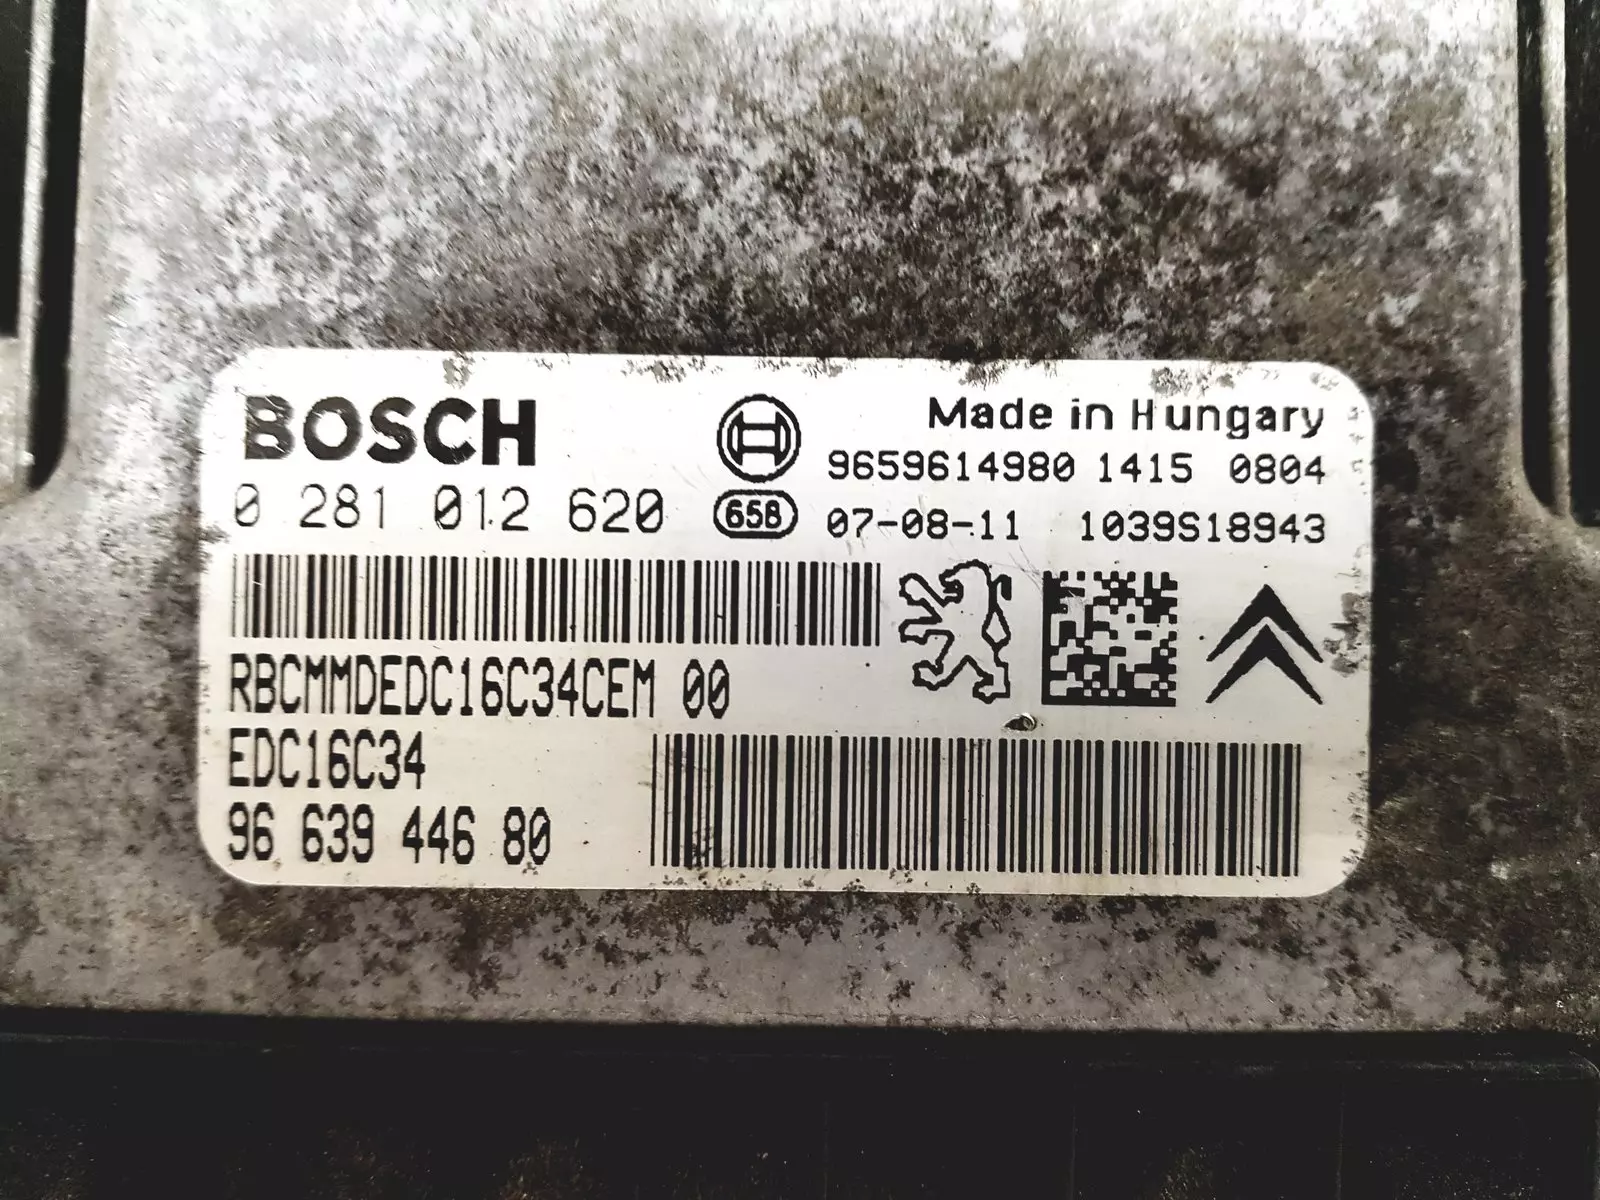 BOSCH
Made in Hungary
9659614980 1415 0804
0 281 012 620
658
07-08-11 1039S18943
RBCMMDEDC16C34CEM 00
EDC16C34
96 639 446 80